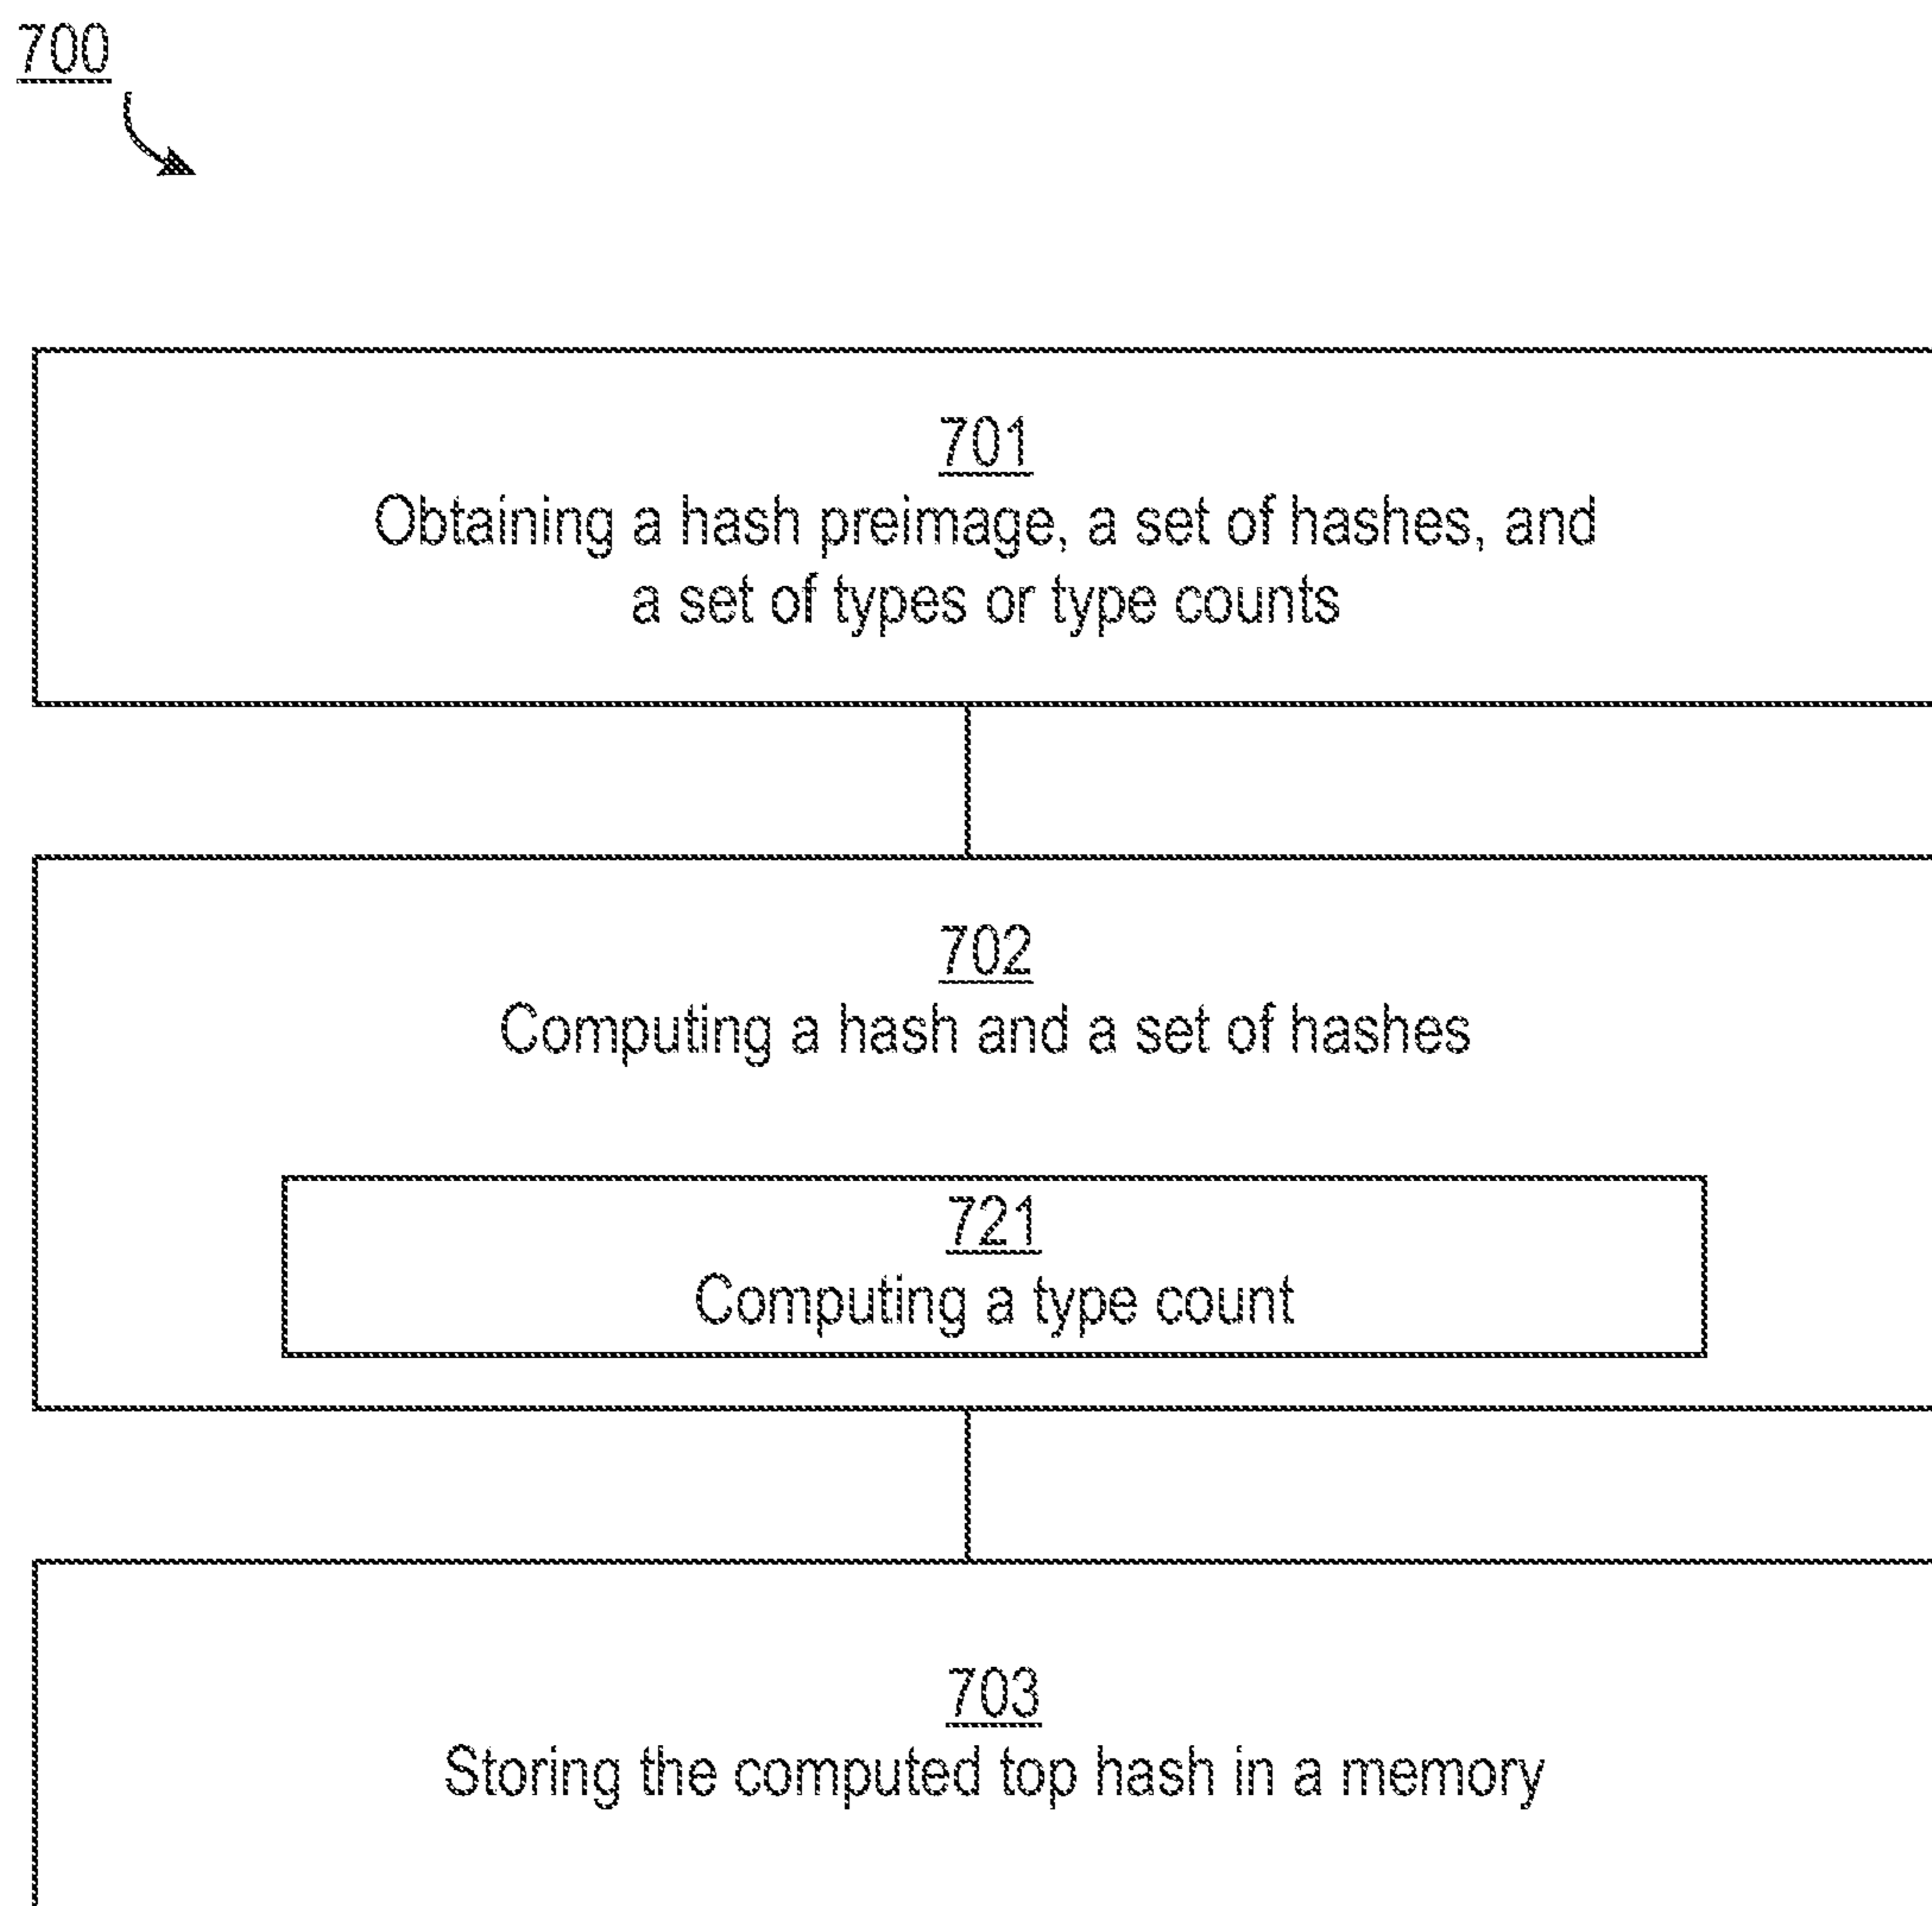 700
701
Obtaining a hash preimage, a set of hashes, and
a set of types or type counts
702
Computing a hash and a set of hashes
721
Computing a type count
703
Storing the computed top hash in a memory